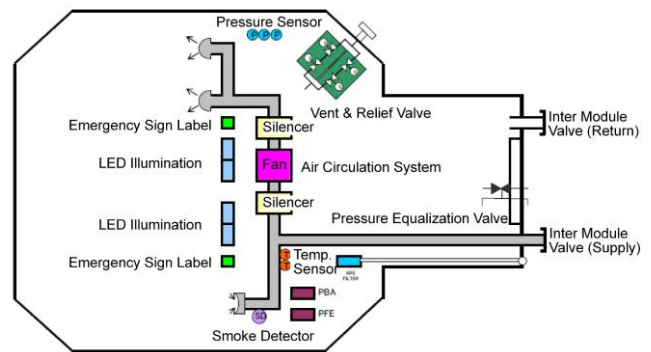 Pressure Sensor
P P P
Vent & Relief Valve
Emergency Sign Label
Silencer
Inter Module
Valve (Return)
LED Illumination
Fan
Air Circulation System
Silencer
LED Illumination
Pressure Equalization Valve
Inter Module
Valve (Supply)
Emergency Sign Label
Temp.
Sensor
T
T
ARS
FILTER
PBA
SD
PFE
Smoke Detector